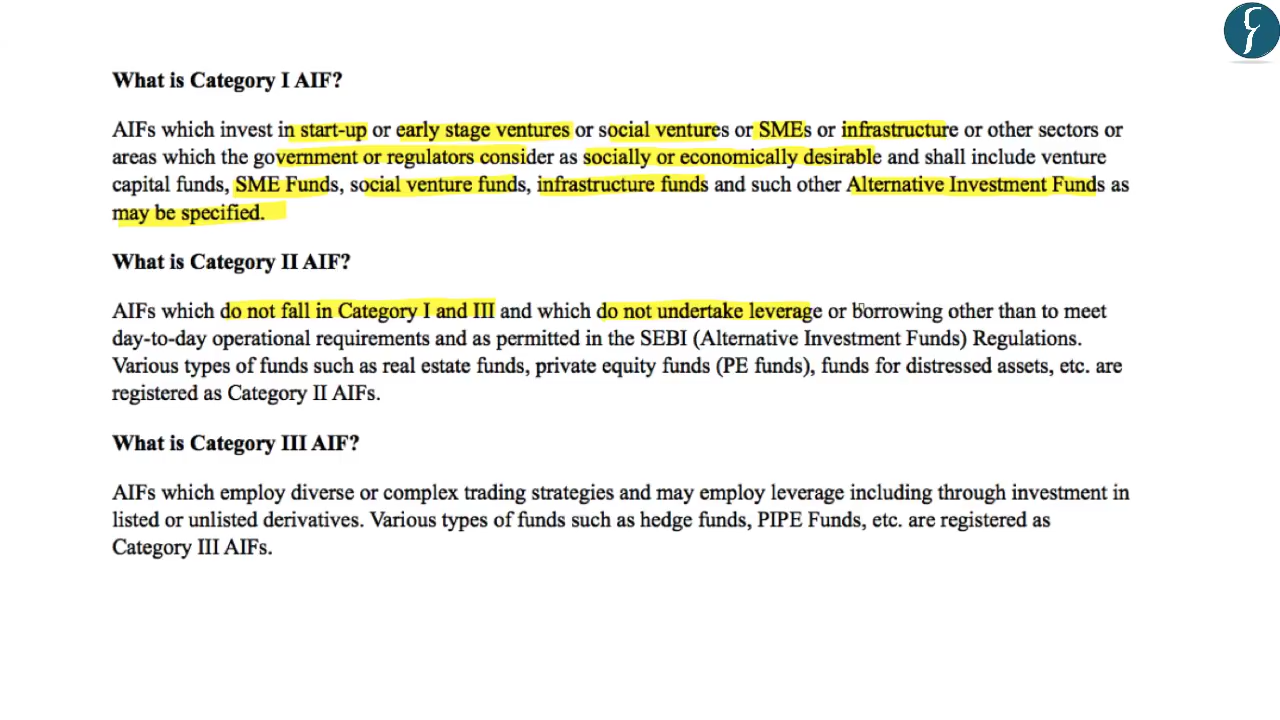 What is Category I AIF?
AIFs which invest in start-up or early stage ventures or social ventures or SMEs or infrastructure or other sectors or
areas which the government or regulators consider as socially or economically desirable and shall include venture
capital funds, SME Funds, social venture funds, infrastructure funds and such other Alternative Investment Funds as
may be specified.
What is Category II AIF?
AIFs which do not fall in Category I and III and which do not undertake leverage or borrowing other than to meet
day-to-day operational requirements and as permitted in the SEBI (Alternative Investment Funds) Regulations.
Various types of funds such as real estate funds, private equity funds (PE funds), funds for distressed assets, etc. are
registered as Category II AIFs.
What is Category III AIF?
AIFs which employ diverse or complex trading strategies and may employ leverage including through investment in
listed or unlisted derivatives. Various types of funds such as hedge funds, PIPE Funds, etc. are registered as
Category III AIFs.